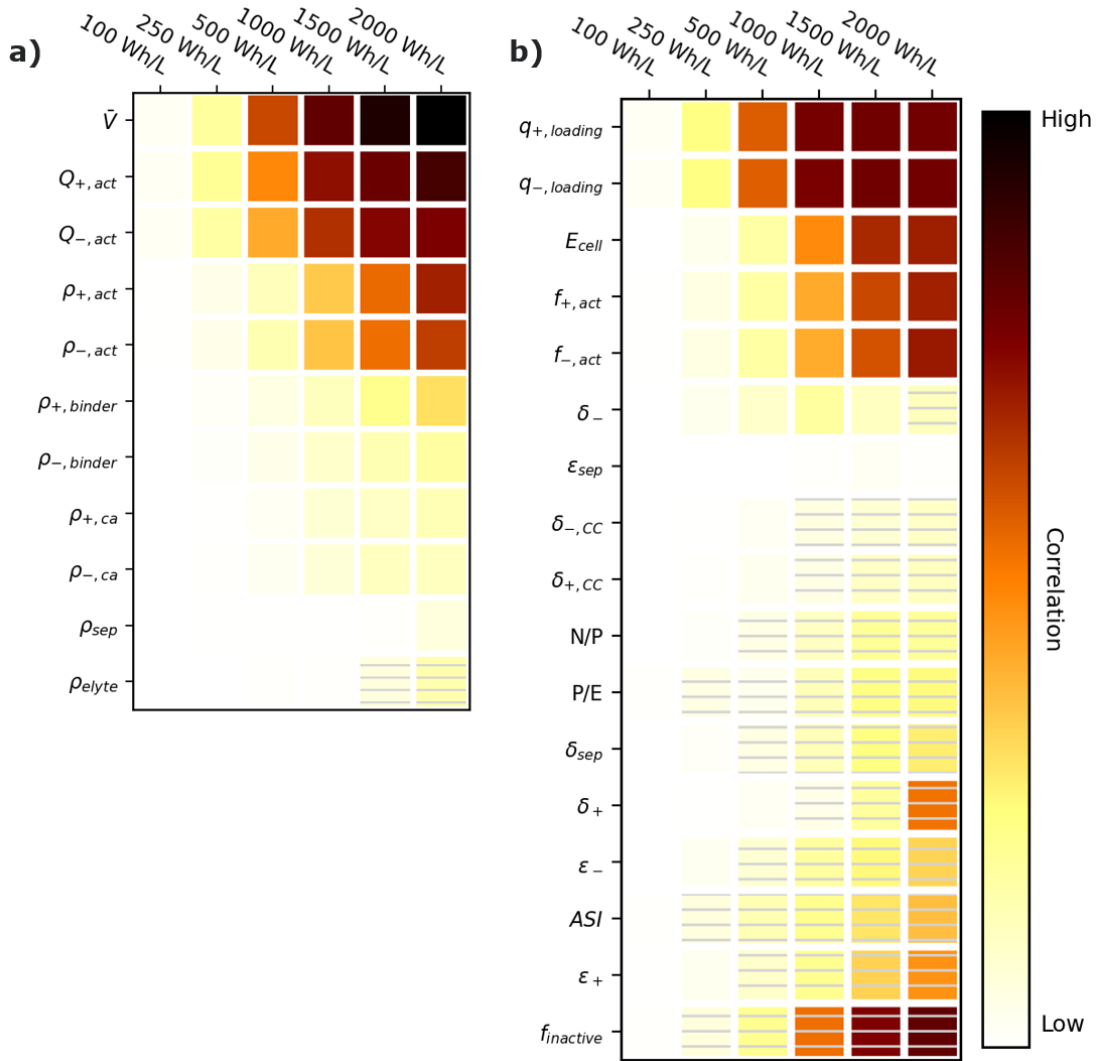 a)
100 Wh/L
250 Wh/L
500 Wh/L
1000 Wh/L
1500 Wh/L
2000 Wh/L
V̄
Q+,act
Q−,act
ρ+,act
ρ−,act
ρ+,binder
ρ−,binder
ρ+,ca
ρ−,ca
ρsep
ρelyte
b)
100 Wh/L
250 Wh/L
500 Wh/L
1000 Wh/L
1500 Wh/L
2000 Wh/L
q+,loading
q−,loading
Ecell
f+,act
f−,act
δ−
εsep
δ−,CC
δ+,CC
N/P
P/E
δsep
δ+
ε−
ASI
ε+
finactive
High
Correlation
Low